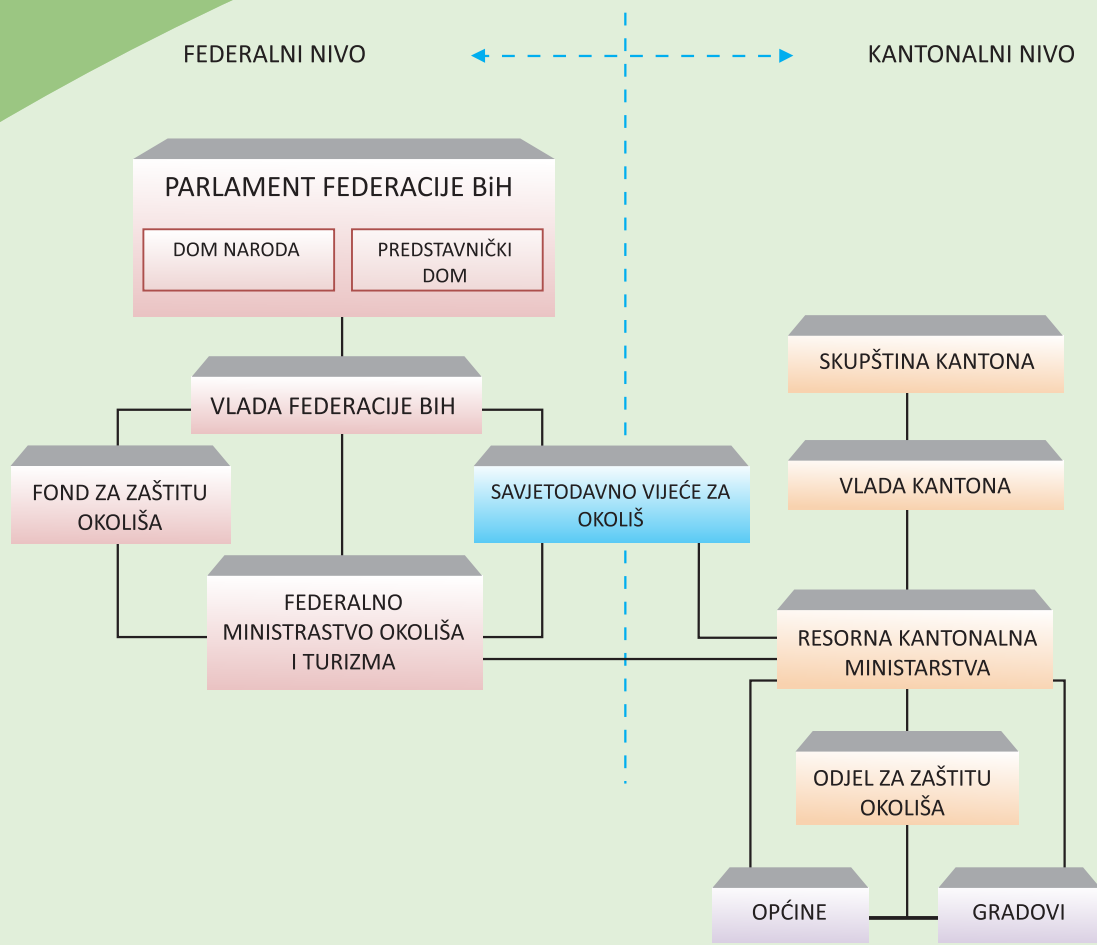 FEDERALNI NIVO
KANTONALNI NIVO
PARLAMENT FEDERACIJE BiH
DOM NARODA
PREDSTAVNIČKI
DOM
VLADA FEDERACIJE BIH
FOND ZA ZAŠTITU
OKOLIŠA
SAVJETODAVNO VIJEĆE ZA
OKOLIŠ
FEDERALNO
MINISTRASTVO OKOLIŠA
I TURIZMA
SKUPŠTINA KANTONA
VLADA KANTONA
RESORNA KANTONALNA
MINISTARSTVA
ODJEL ZA ZAŠTITU
OKOLIŠA
OPĆINE
GRADOVI